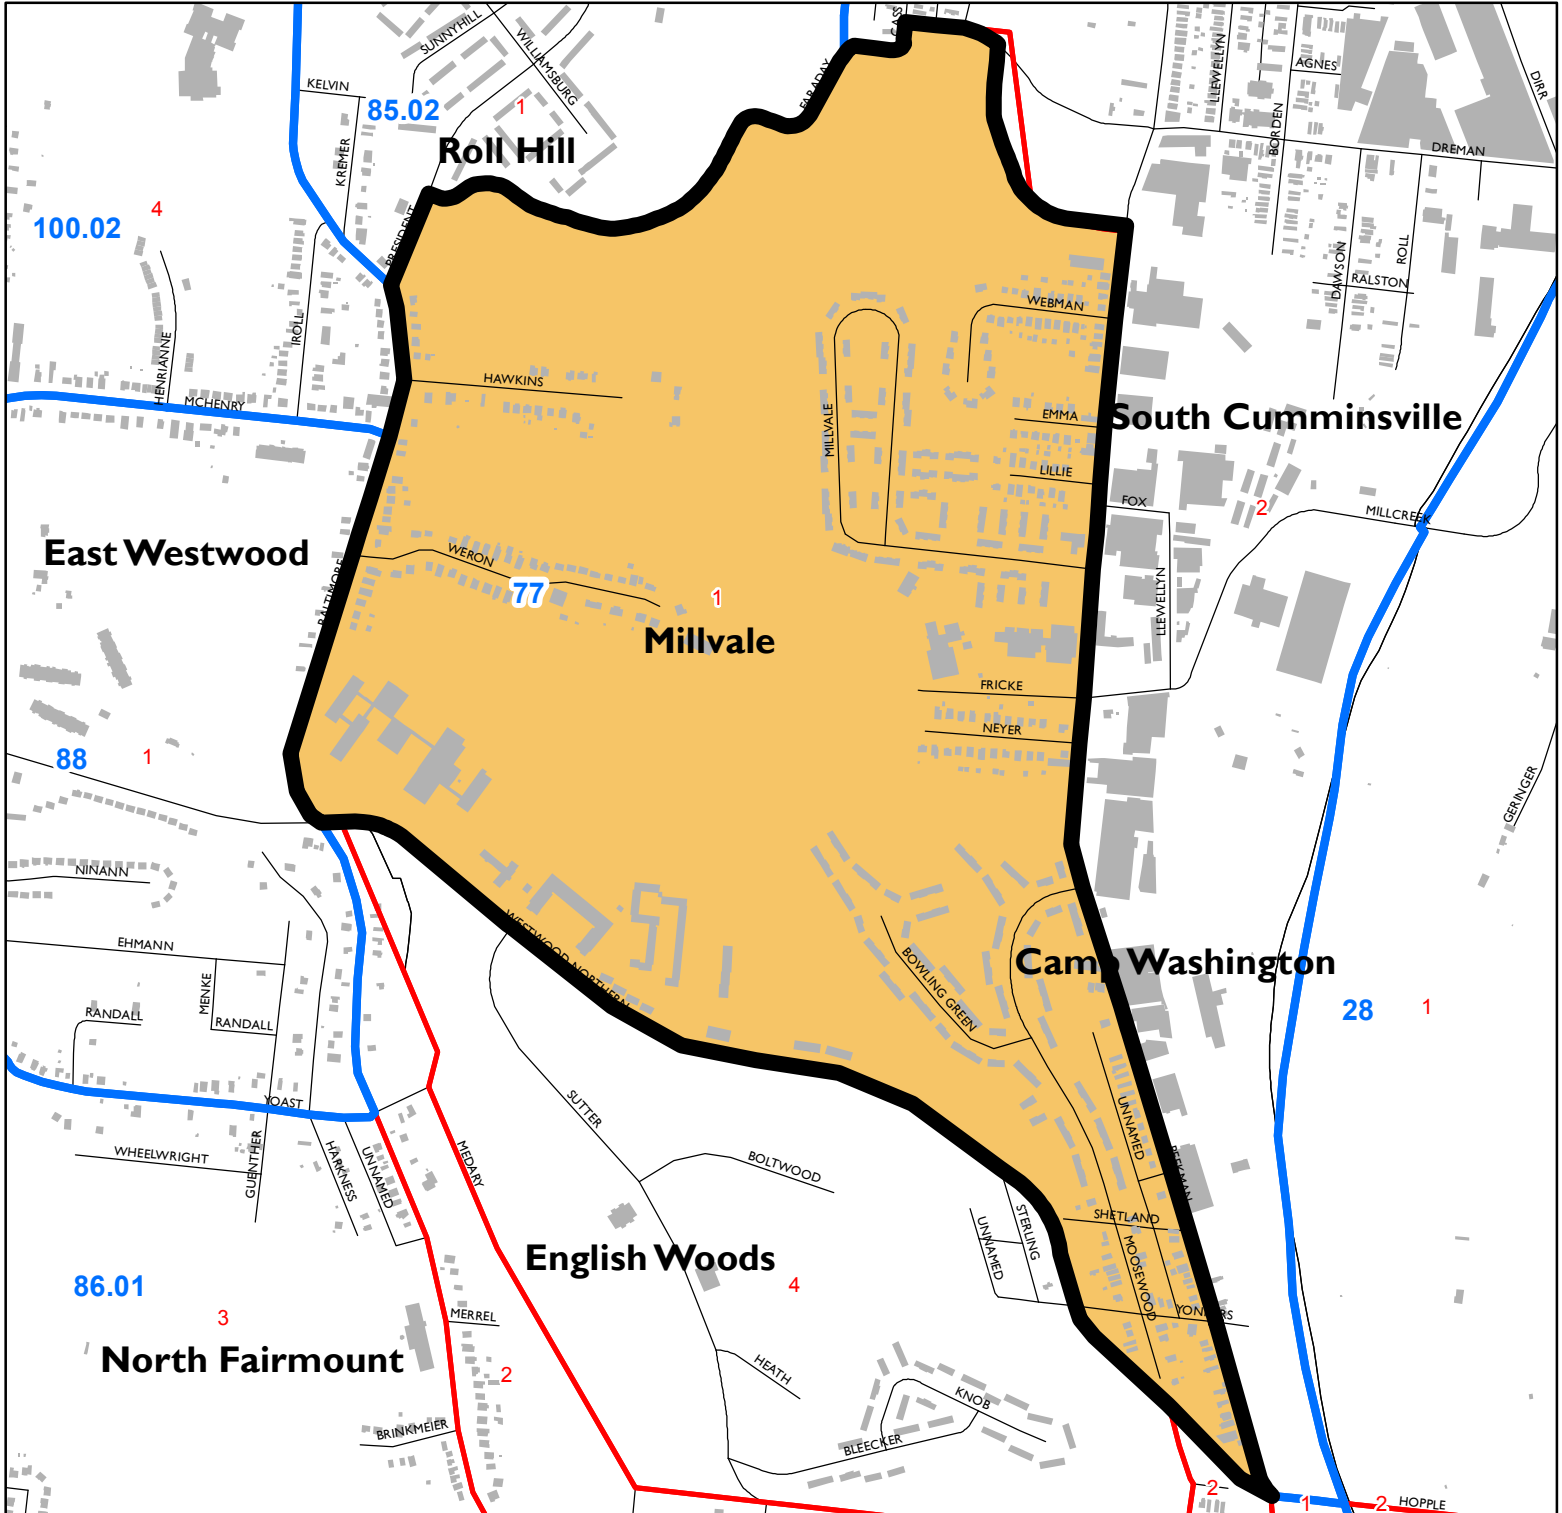 SUNNYHILL
WILLIAMSBURG
CASS
FARADAY
LLEWELLYN
AGNES
BORDEN
DIRR
KELVIN
85.02
1
Roll Hill
KREMER
DREMAN
100.02
4
PRESIDENT
DAWSON
ROLL
RALSTON
WEBMAN
IROLL
HENRIANNE
HAWKINS
MCHENRY
MILLVALE
EMMA
South Cumminsville
LILLIE
FOX
2
MILLCREEK
East Westwood
BALTIMORE
WERON
77
1
Millvale
LLEWELLYN
FRICKE
NEYER
88
1
GERINGER
NINANN
WESTWOOD NORTHERN
EHMANN
BOWLING GREEN
Camp Washington
MENKE
RANDALL
RANDALL
28
1
YOAST
SUTTER
UNNAMED
BEEKMAN
WHEELWRIGHT
GUENTHER
HARKNESS
UNNAMED
MEDARY
BOLTWOOD
SHETLAND
UNNAMED
STERLING
MOOSEWOOD
English Woods
4
86.01
3
MERREL
YONKERS
North Fairmount
2
HEATH
KNOB
BRINKMEIER
BLEECKER
2
1
2
HOPPLE